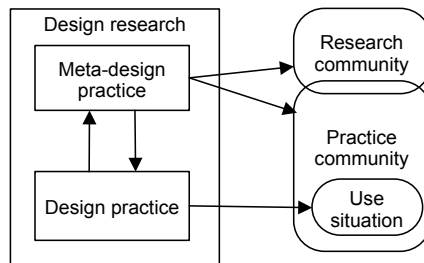 Design research
Meta-design
practice
Design practice
Research
community
Practice
community
Use
situation